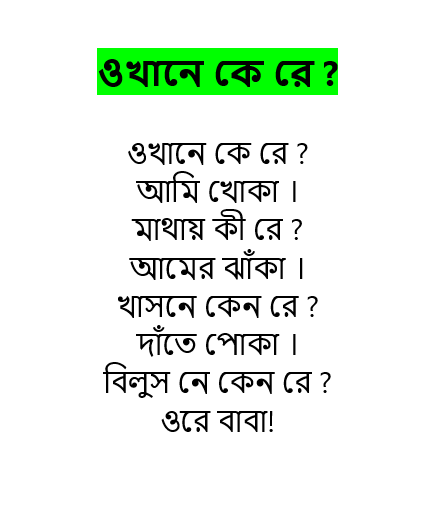 ওখানে কে রে ?
ওখানে কে রে ?
আমি খোকা ।
মাথায় কী রে ?
আমের ঝাঁকা ।
খাসনে কেন রে ?
দাঁতে পোকা ।
বিলুস নে কেন রে ?
ওরে বাবা!